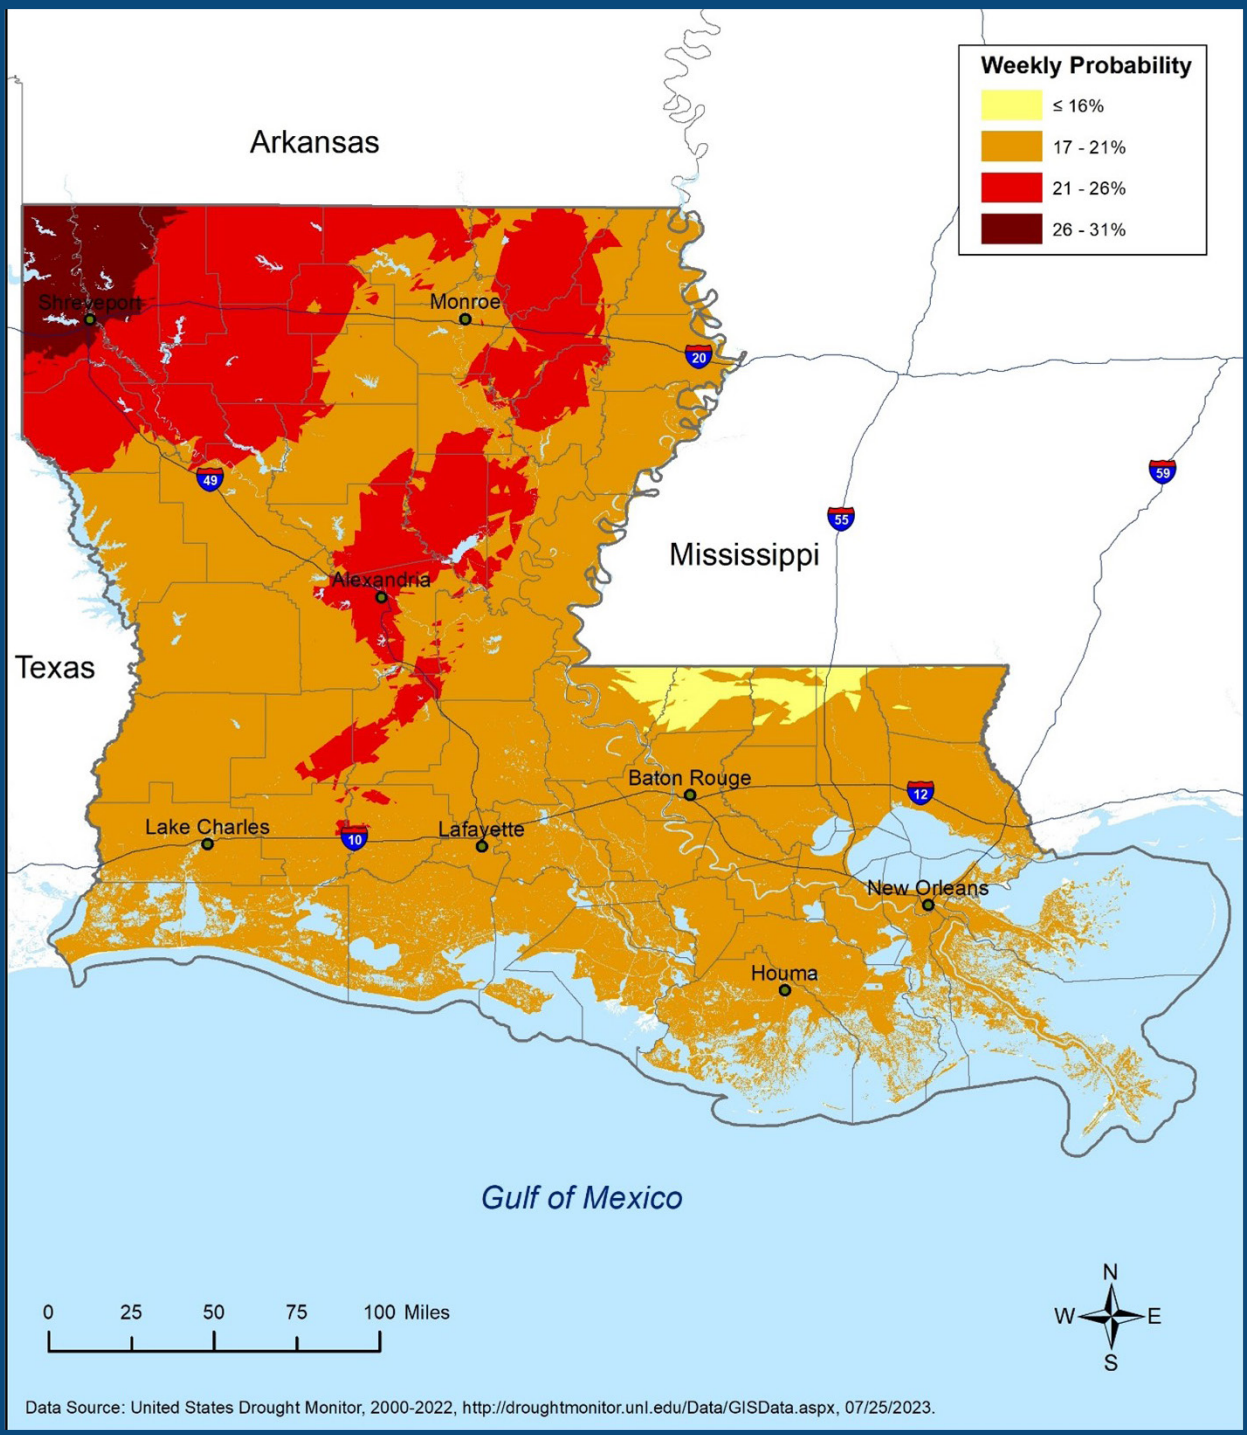 Weekly Probability
≤ 16%
17 - 21%
21 - 26%
26 - 31%
Arkansas
Shreveport
Monroe
20
49
59
55
Mississippi
Alexandria
Texas
Baton Rouge
12
Lake Charles
10
Lafayette
New Orleans
Houma
Gulf of Mexico
N
W E
S
0 25 50 75 100 Miles
Data Source: United States Drought Monitor, 2000-2022, http://droughtmonitor.unl.edu/Data/GISData.aspx, 07/25/2023.